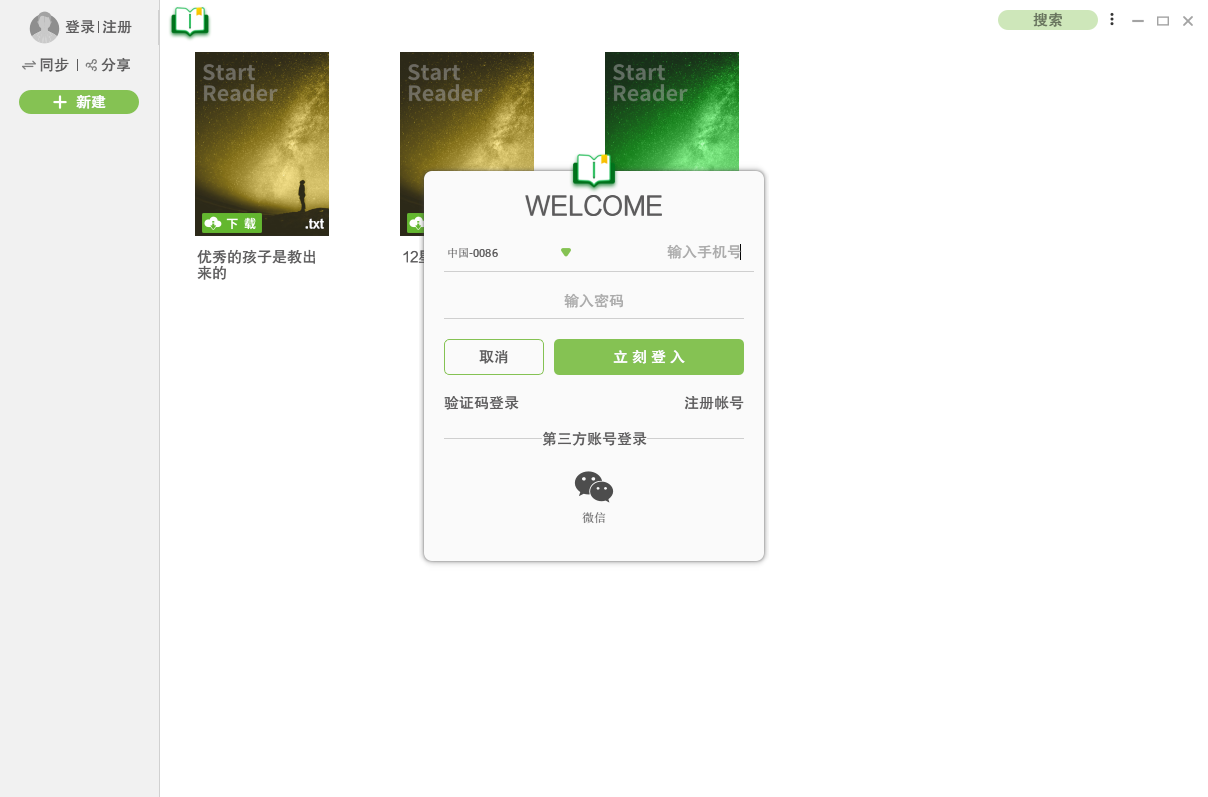 登录|注册
同步 | 分享
新建
搜索
Start
Reader
下 载
.txt
优秀的孩子是教出
来的
Start
Reader
Start
Reader
WELCOME
中国-0086
输入手机号
输入密码
取消
立 刻 登 入
验证码登录
注册帐号
第三方账号登录
微信